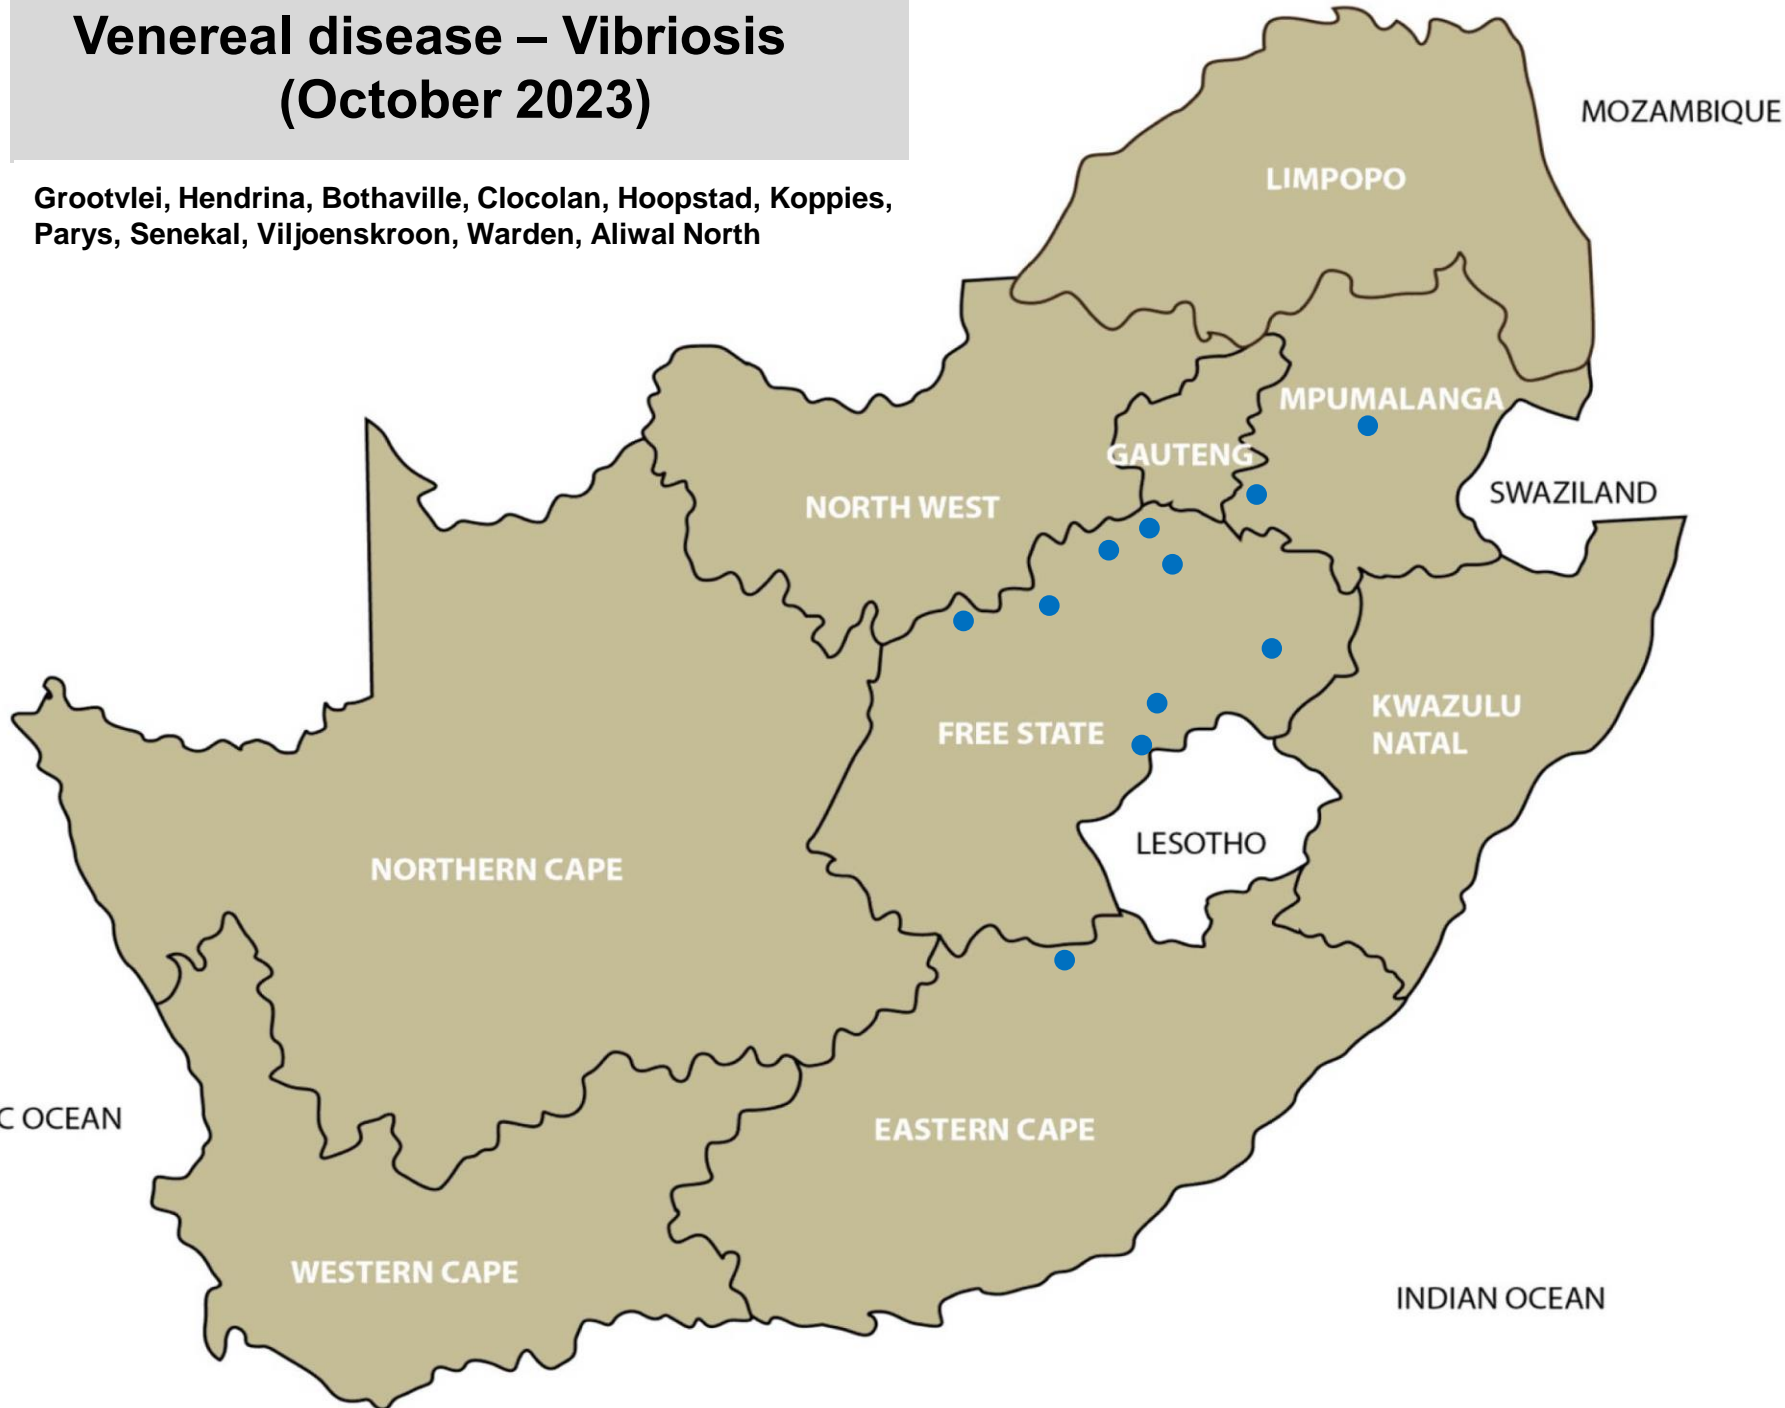 Venereal disease – Vibriosis
(October 2023)
Grootvlei, Hendrina, Bothaville, Clocolan, Hoopstad, Koppies,
Parys, Senekal, Viljoenskroon, Warden, Aliwal North
MOZAMBIQUE
LIMPOPO
MPUMALANGA
GAUTENG
SWAZILAND
NORTH WEST
KWAZULU
NATAL
FREE STATE
LESOTHO
NORTHERN CAPE
C OCEAN
EASTERN CAPE
WESTERN CAPE
INDIAN OCEAN